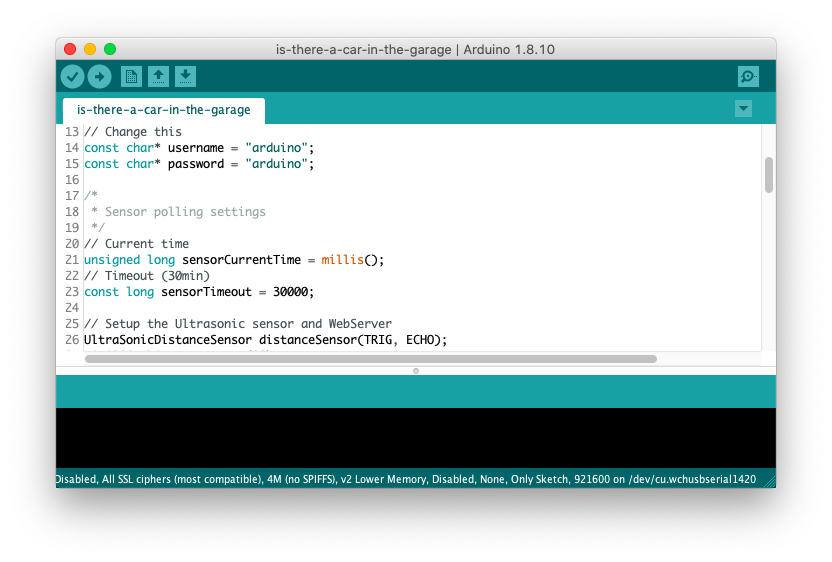 is-there-a-car-in-the-garage | Arduino 1.8.10
is-there-a-car-in-the-garage
13 // Change this
14 const char* username = "arduino";
15 const char* password = "arduino";
16
17 /*
18  * Sensor polling settings
19  */
20 // Current time
21 unsigned long sensorCurrentTime = millis();
22 // Timeout (30min)
23 const long sensorTimeout = 30000;
24
25 // Setup the Ultrasonic sensor and WebServer
26 UltraSonicDistanceSensor distanceSensor(TRIG, ECHO);
Disabled, All SSL ciphers (most compatible), 4M (no SPIFFS), v2 Lower Memory, Disabled, None, Only Sketch, 921600 on /dev/cu.wchusbserial1420